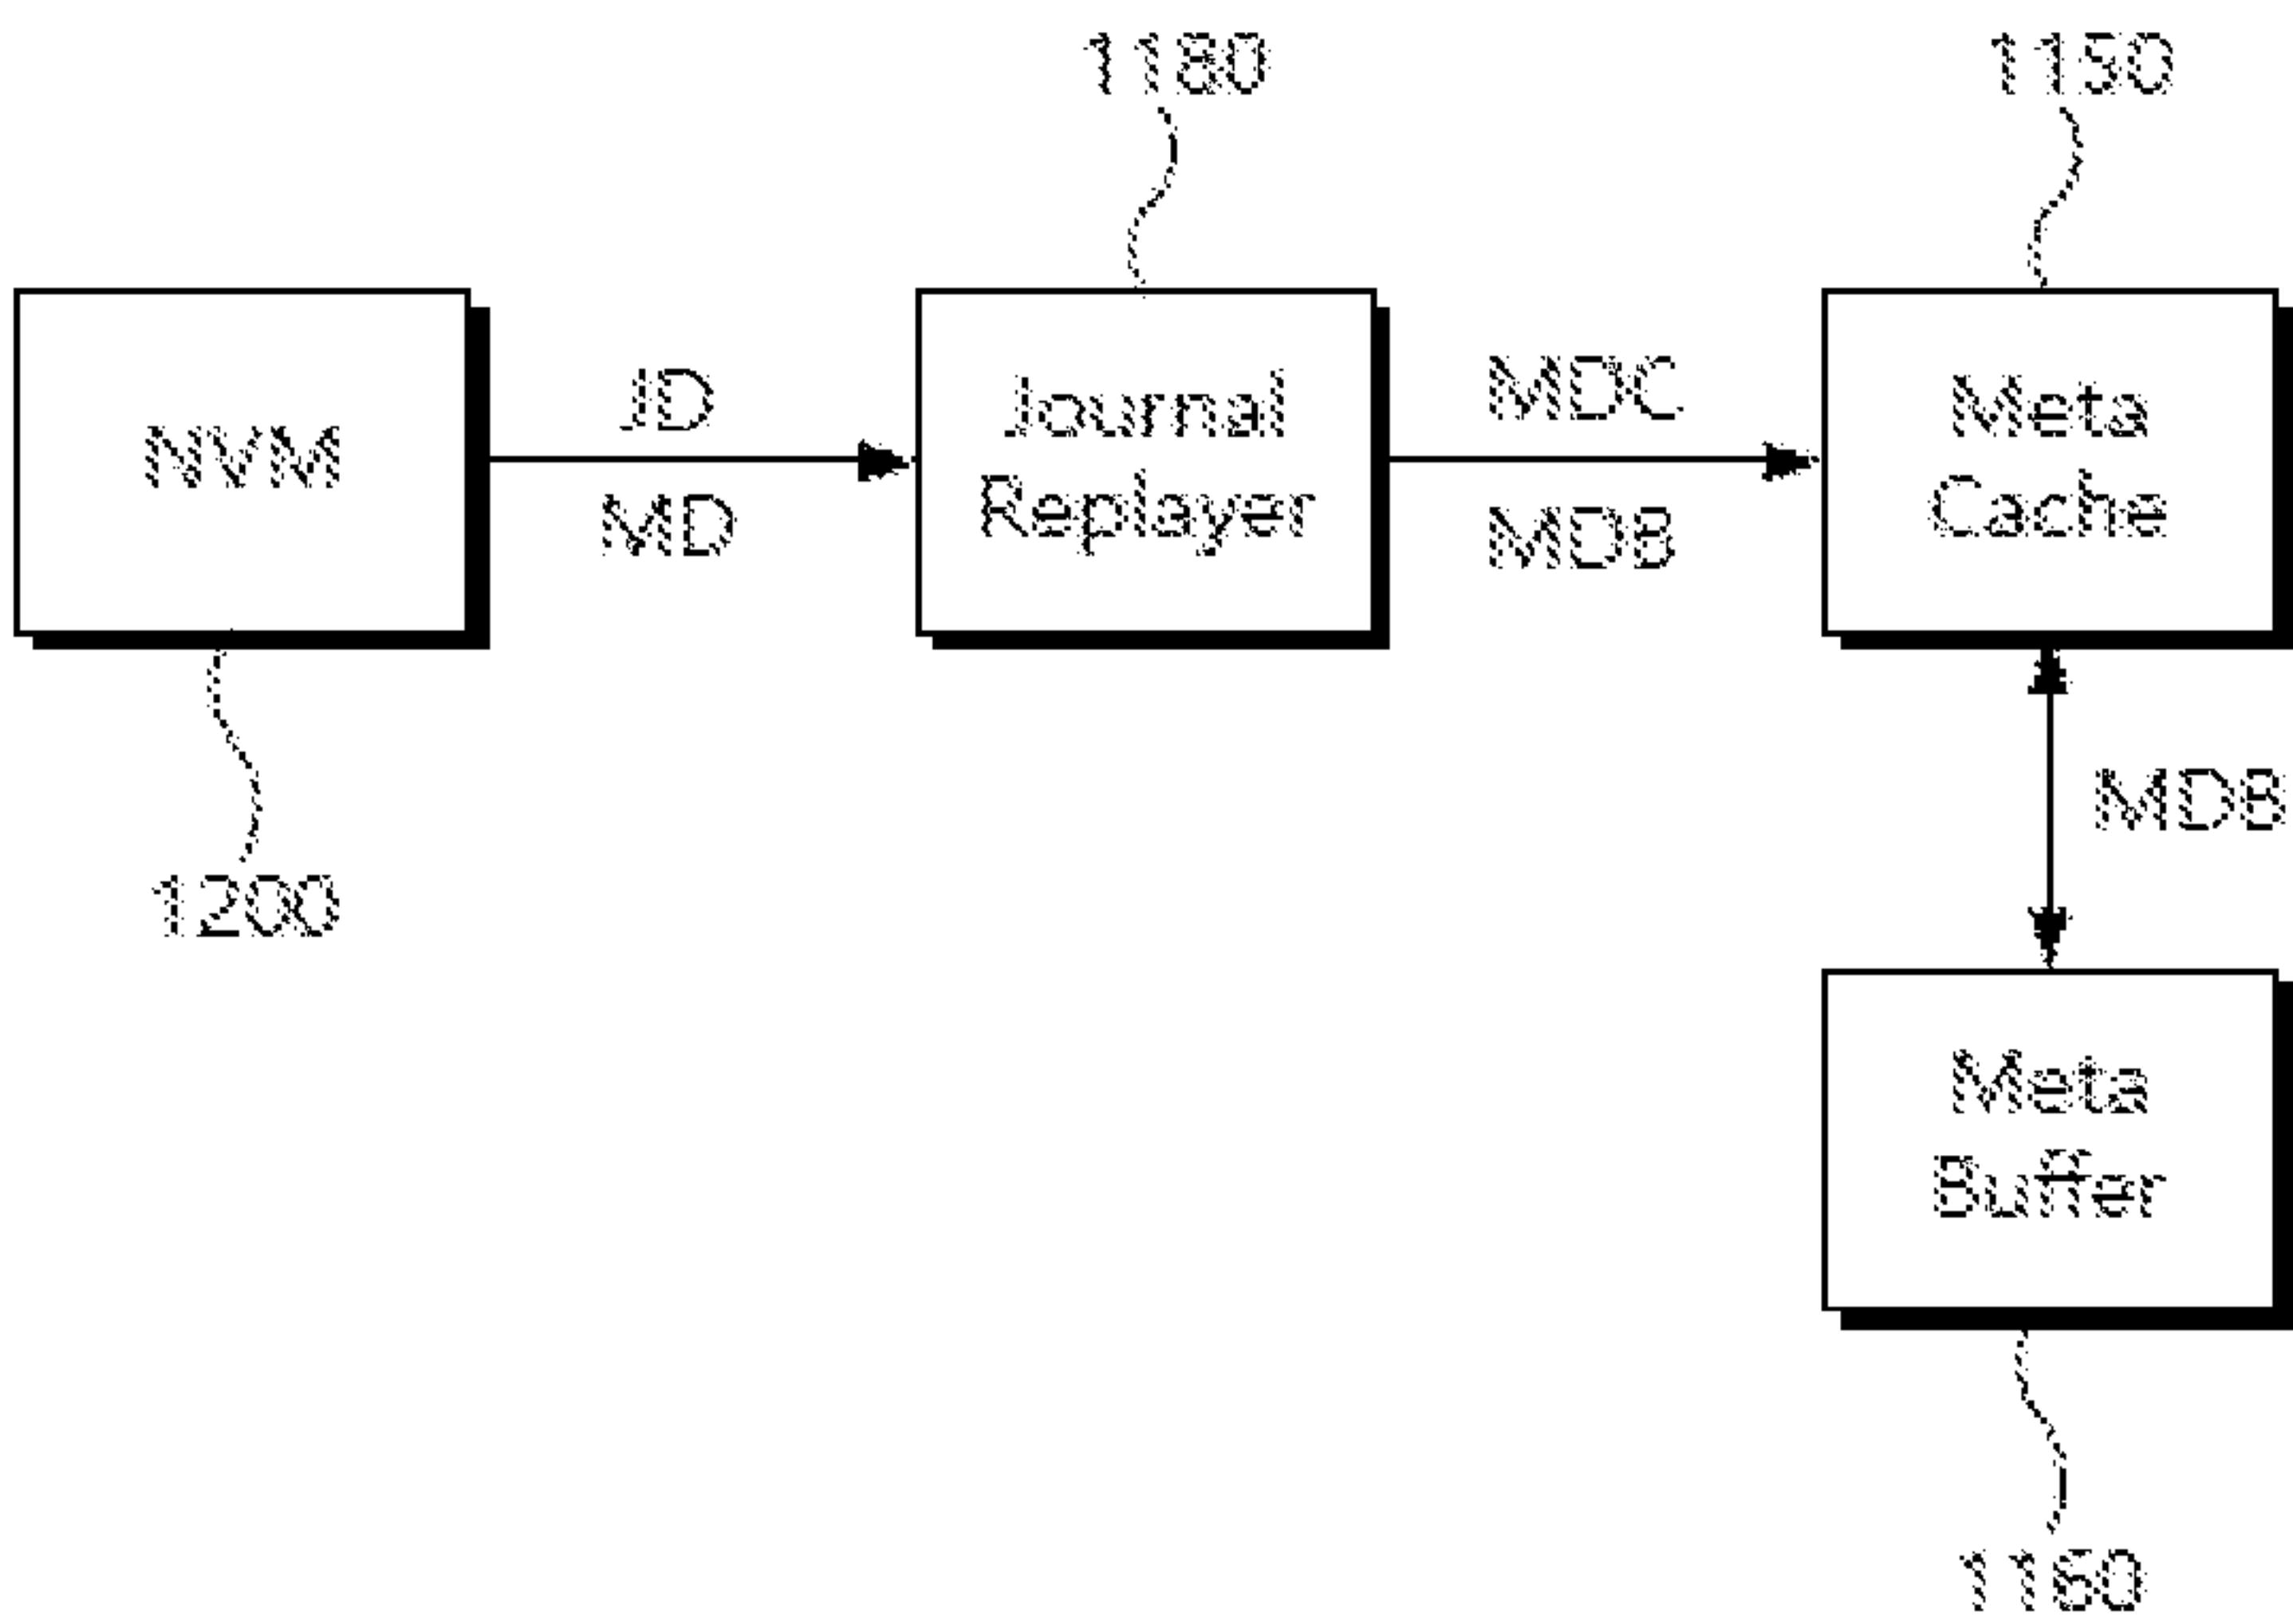 1180
1150
NVM
JD
MD
Journal
Replayer
MDC
MDB
Meta
Cache
MDB
1200
Meta
Buffer
1160